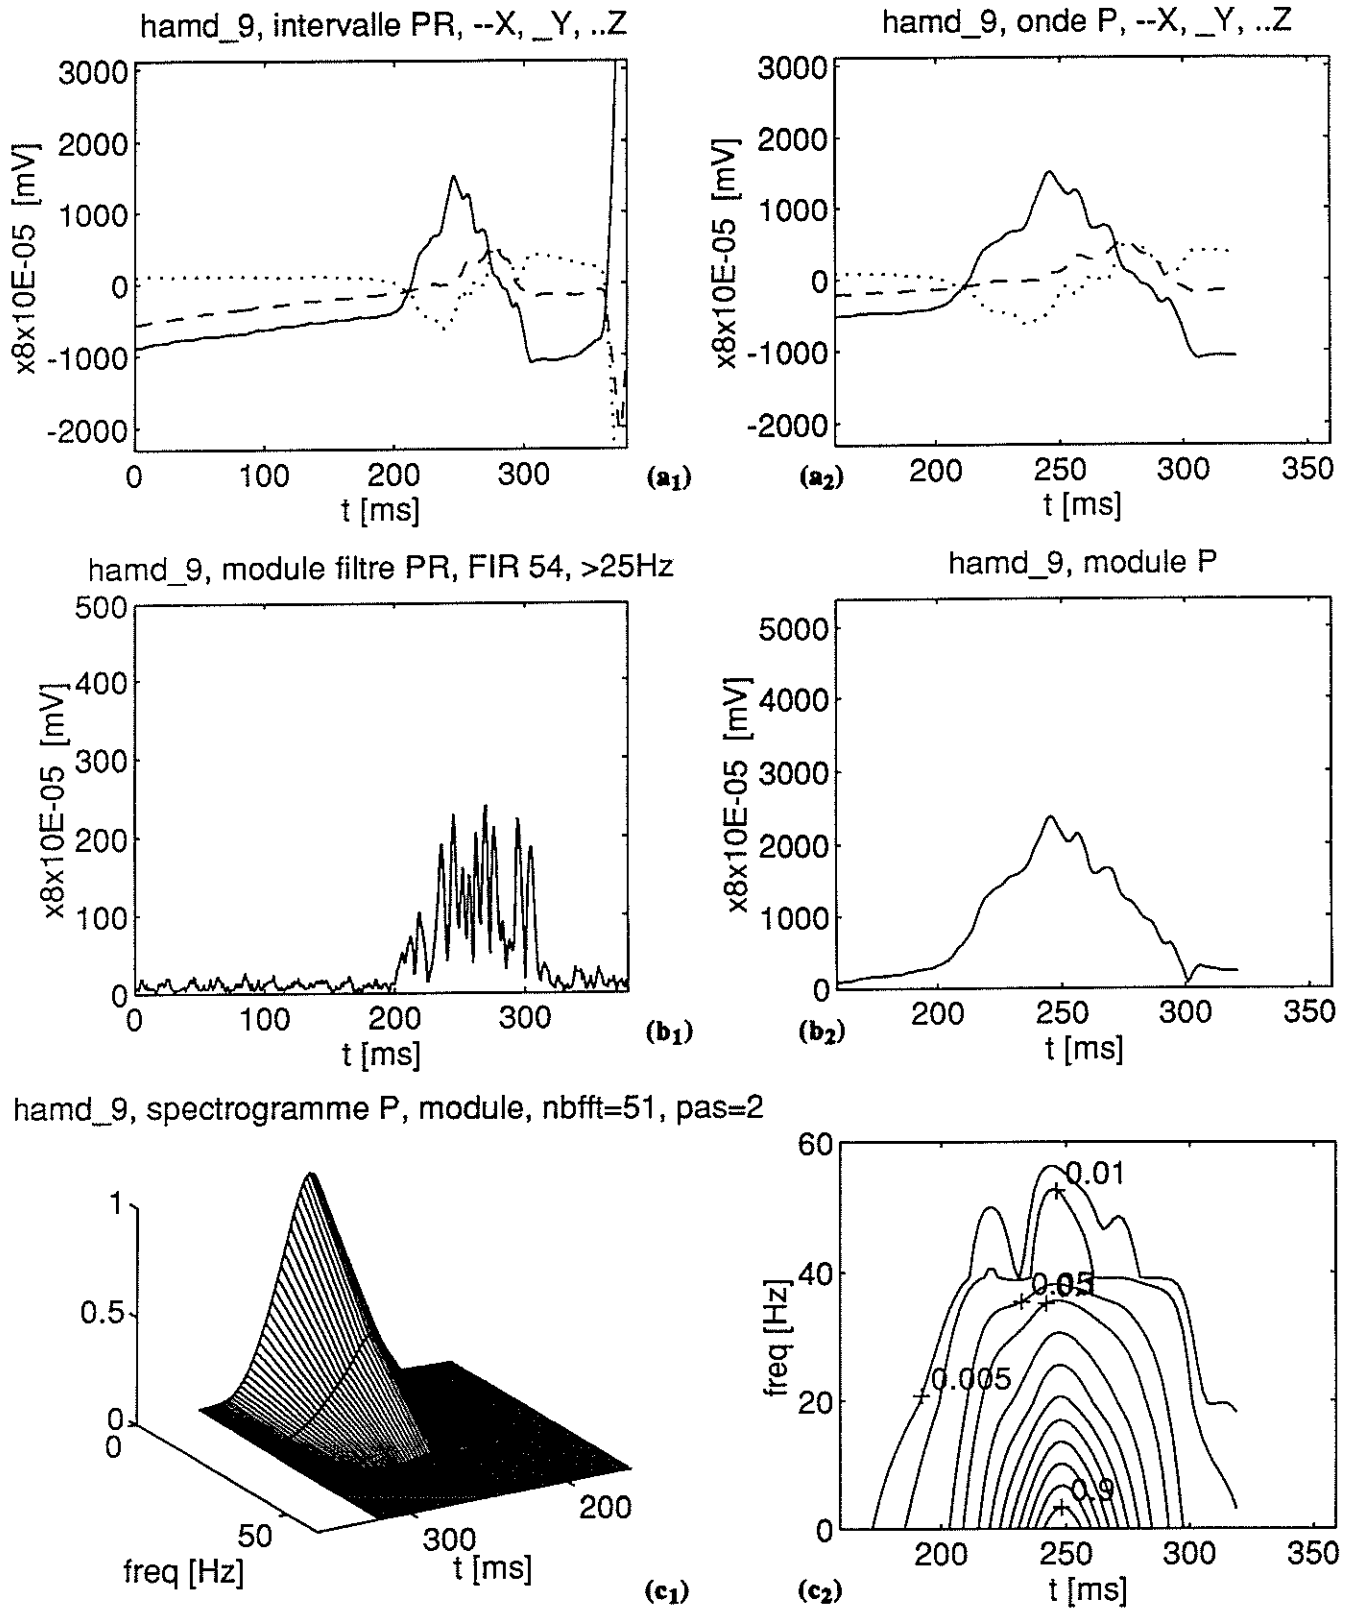 hamd_9, intervalle PR, --X, _Y, ..Z
x8x10E-05 [mV]
3000
2000
1000
0
-1000
-2000
0 100 200 300
t [ms]
(a1)
hamd_9, onde P, --X, _Y, ..Z
x8x10E-05 [mV]
3000
2000
1000
0
-1000
-2000
200 250 300 350
t [ms]
(a2)
hamd_9, module filtre PR, FIR 54, >25Hz
x8x10E-05 [mV]
500
400
300
200
100
0
0 100 200 300
t [ms]
(b1)
hamd_9, module P
x8x10E-05 [mV]
5000
4000
3000
2000
1000
0
200 250 300 350
t [ms]
(b2)
hamd_9, spectrogramme P, module, nbfft=51, pas=2
1
0.5
0
0
50
freq [Hz]
300
200
t [ms]
(c1)
freq [Hz]
60
40
20
0
0.01
0.05
0.005
0.9
200 250 300 350
t [ms]
(c2)